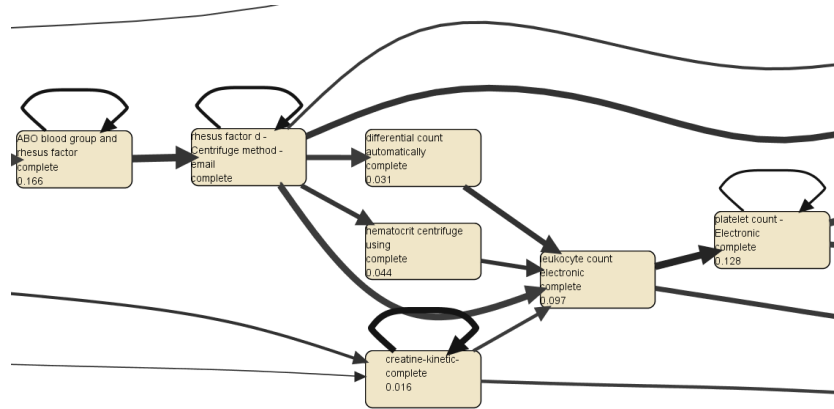 ABO blood group and
rhesus factor
complete
0.166
rhesus factor d -
Centrifuge method -
email
complete
differential count
automatically
complete
0.031
hematocrit centrifuge
using
complete
0.044
leukocyte count
electronic
complete
0.097
platelet count -
Electronic
complete
0.128
creatine-kinetic-
complete
0.016